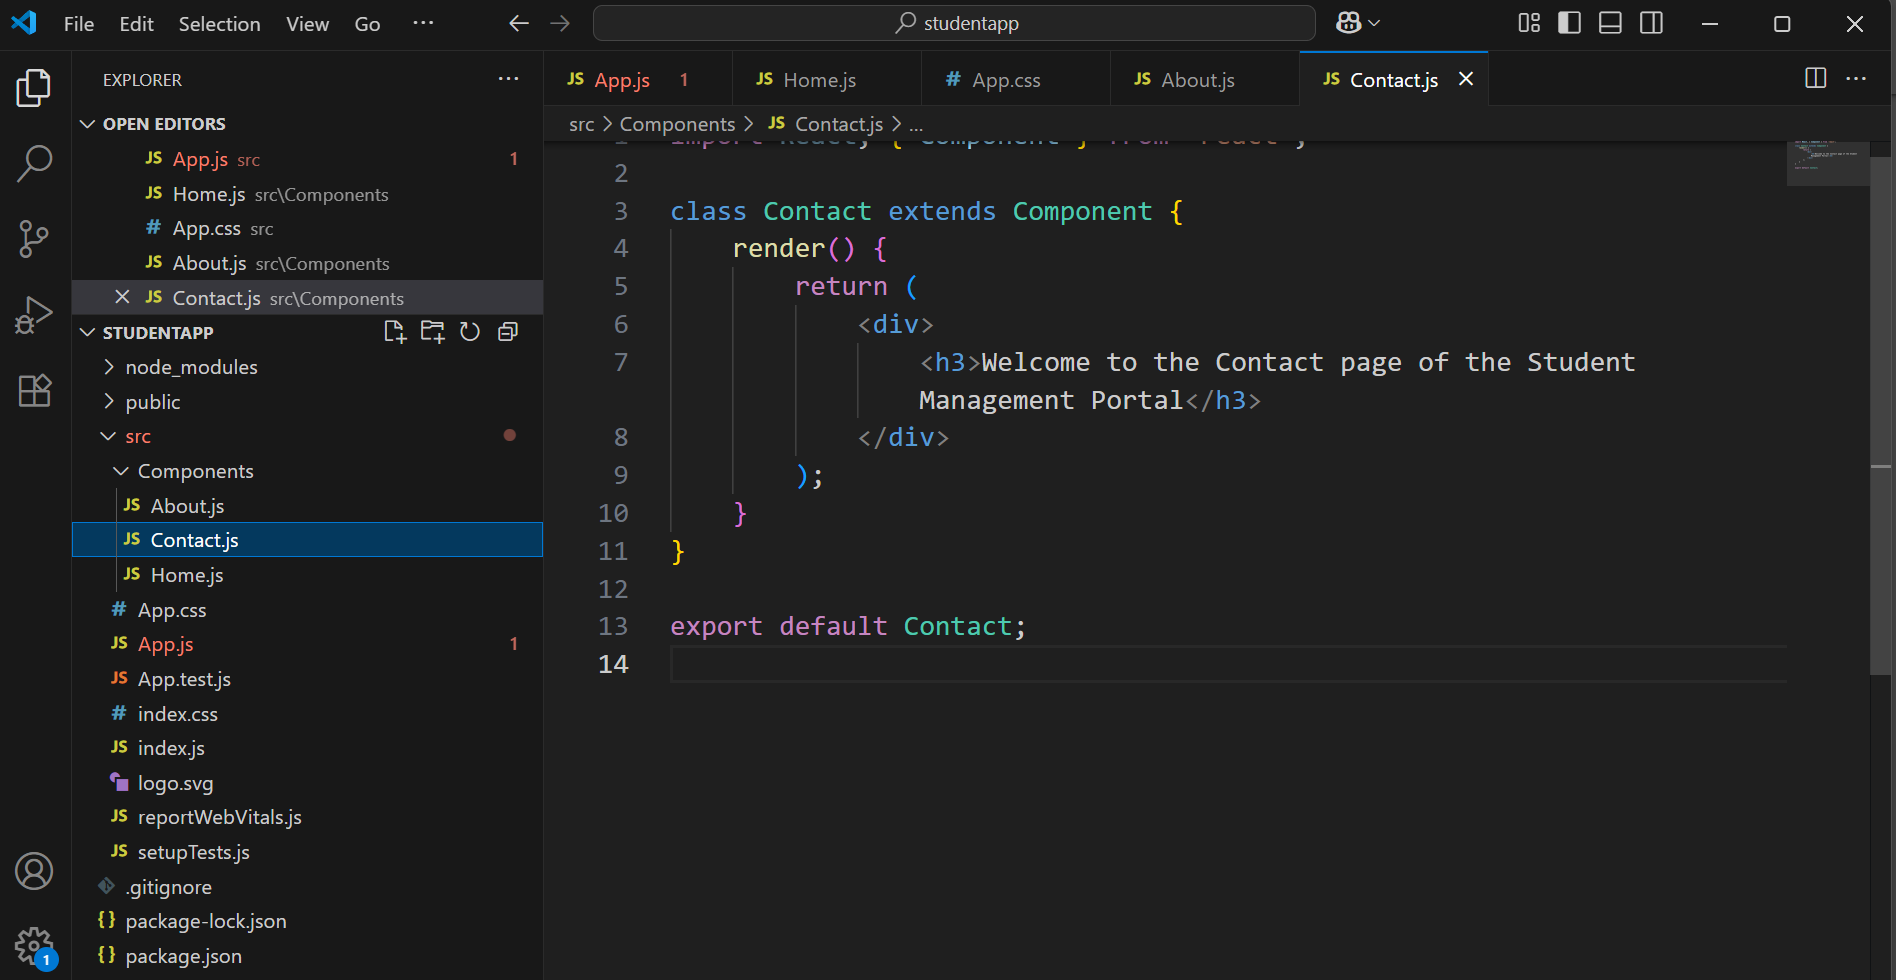 File Edit Selection View Go ···
studentapp
EXPLORER ···
OPEN EDITORS
JS App.js src 1
JS Home.js src\Components
# App.css src
JS About.js src\Components
JS Contact.js src\Components
STUDENTAPP
node_modules
public
src
Components
JS About.js
JS Contact.js
JS Home.js
# App.css
JS App.js 1
JS App.test.js
# index.css
JS index.js
logo.svg
JS reportWebVitals.js
JS setupTests.js
.gitignore
{} package-lock.json
{} package.json
1
JS App.js 1
JS Home.js
# App.css
JS About.js
JS Contact.js
src > Components > JS Contact.js > ...
1 import React, { Component } from 'react';
2
3 class Contact extends Component {
4 render() {
5 return (
6 <div>
7 <h3>Welcome to the Contact page of the Student
Management Portal</h3>
8 </div>
9 );
10 }
11 }
12
13 export default Contact;
14